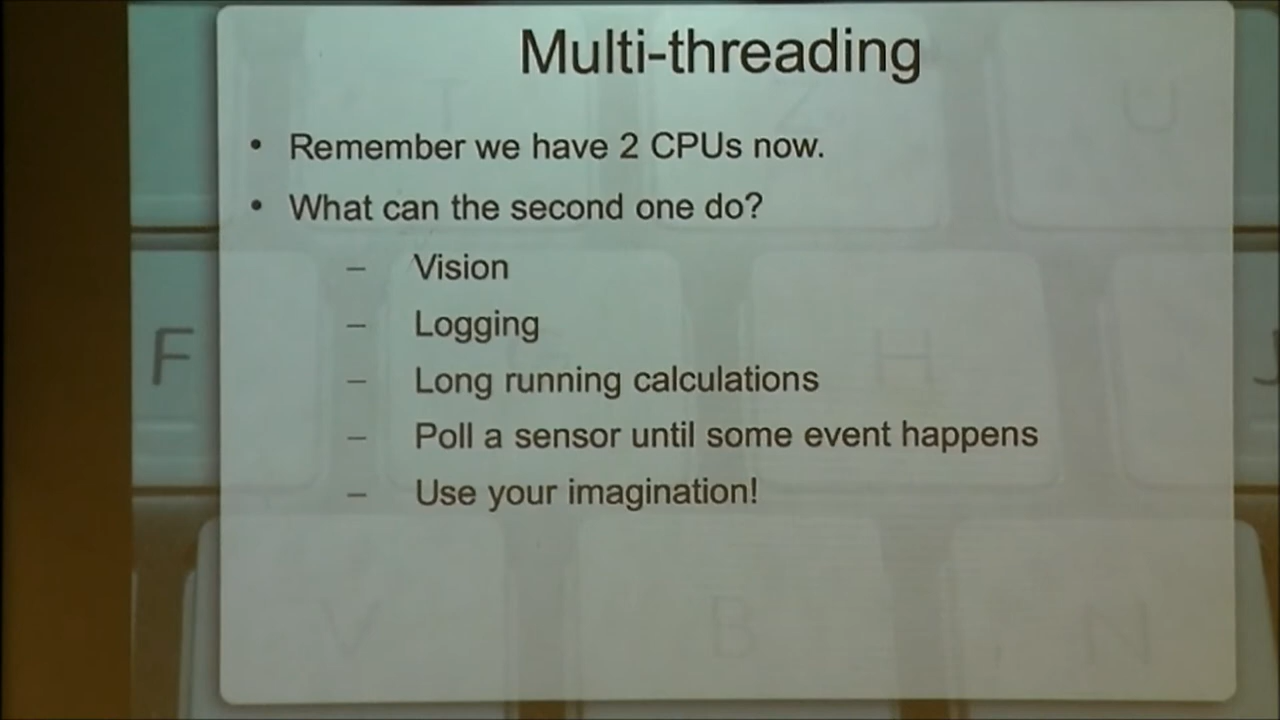 Multi-threading
• Remember we have 2 CPUs now.
• What can the second one do?
– Vision
– Logging
– Long running calculations
– Poll a sensor until some event happens
– Use your imagination!
T Z U
F H J
V B N